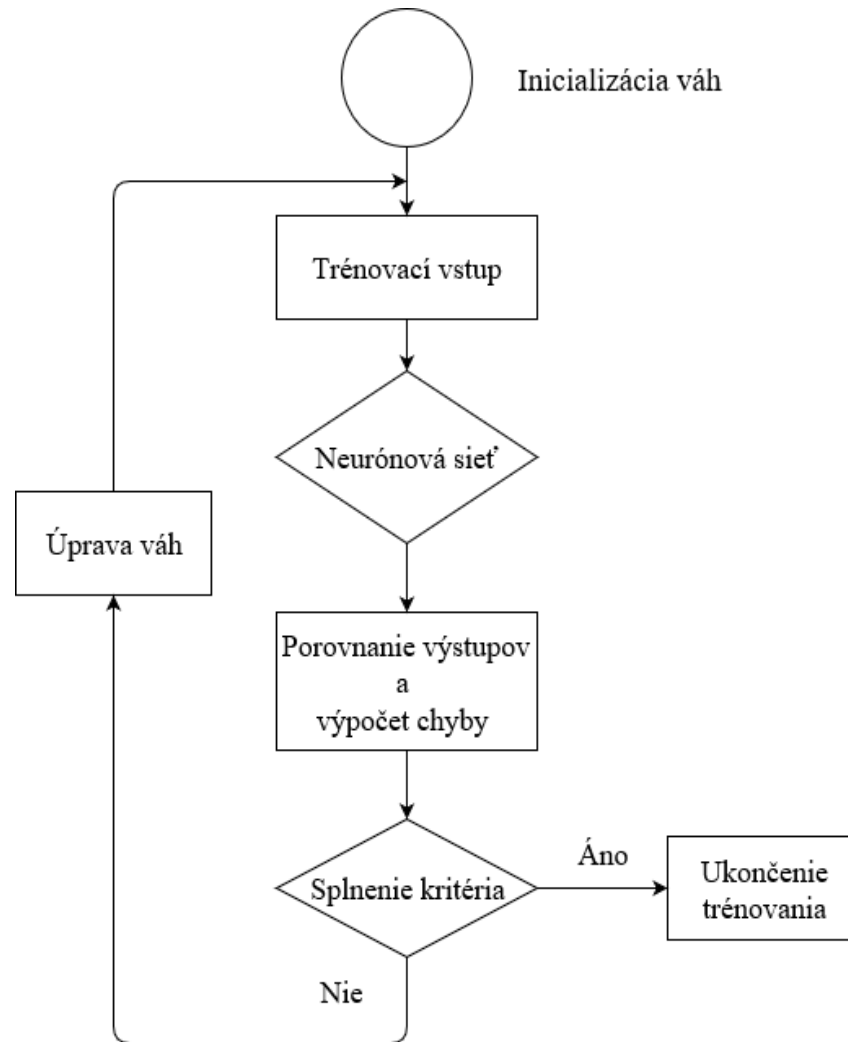 Inicializácia váh
Trénovací vstup
Neurónová sieť
Úprava váh
Porovnanie výstupov
a
výpočet chyby
Splnenie kritéria
Áno
Ukončenie
trénovania
Nie